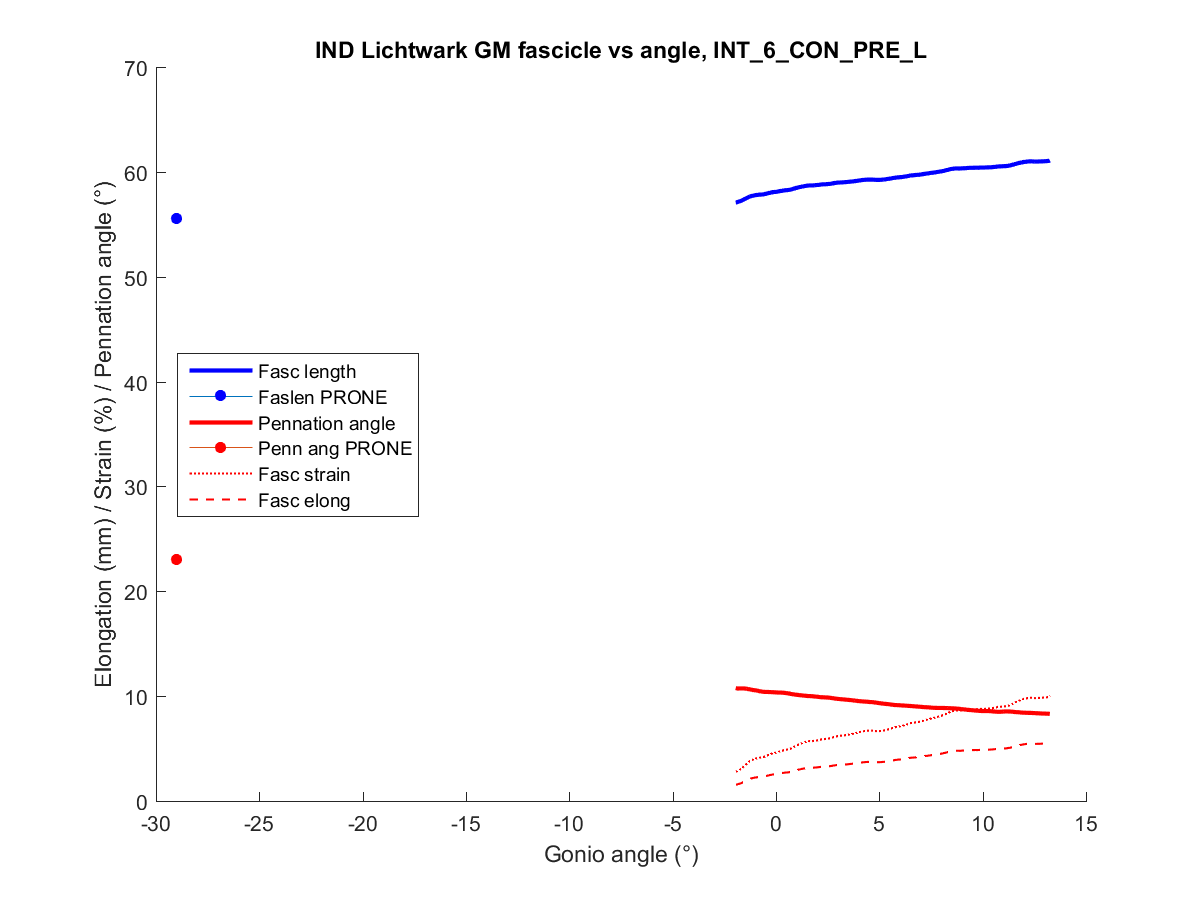 IND Lichtwark GM fascicle vs angle, INT_6_CON_PRE_L
70
60
50
40
30
20
10
0
Elongation (mm) / Strain (%) / Pennation angle (°)
Fasc length
Faslen PRONE
Pennation angle
Penn ang PRONE
Fasc strain
Fasc elong
-30 -25 -20 -15 -10 -5 0 5 10 15
Gonio angle (°)